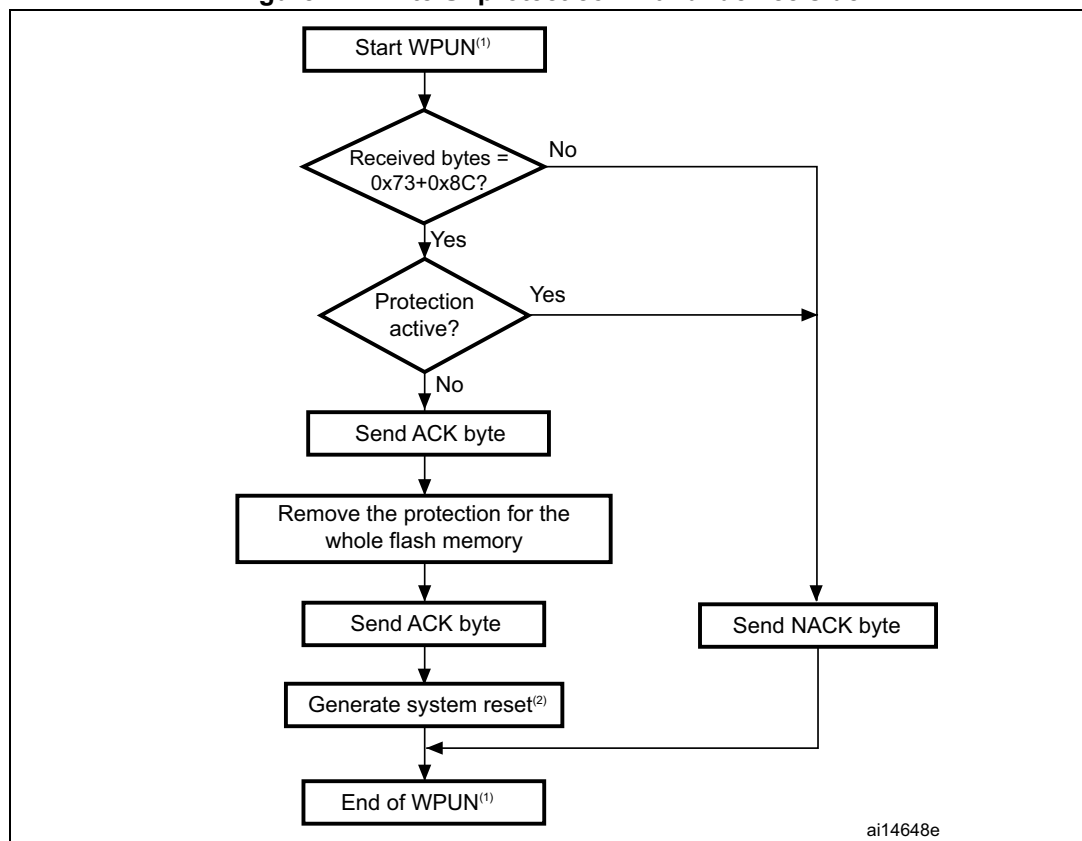 Start WPUN(1)
Received bytes =
0x73+0x8C?
No
Yes
Protection
active?
Yes
No
Send ACK byte
Remove the protection for the
whole flash memory
Send ACK byte
Send NACK byte
Generate system reset(2)
End of WPUN(1)
ai14648e